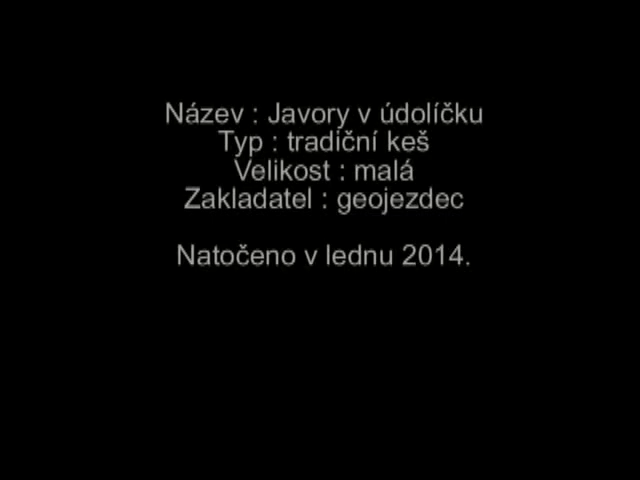 Název : Javory v údolíčku
Typ : tradiční keš
Velikost : malá
Zakladatel : geojezdec
Natočeno v lednu 2014.